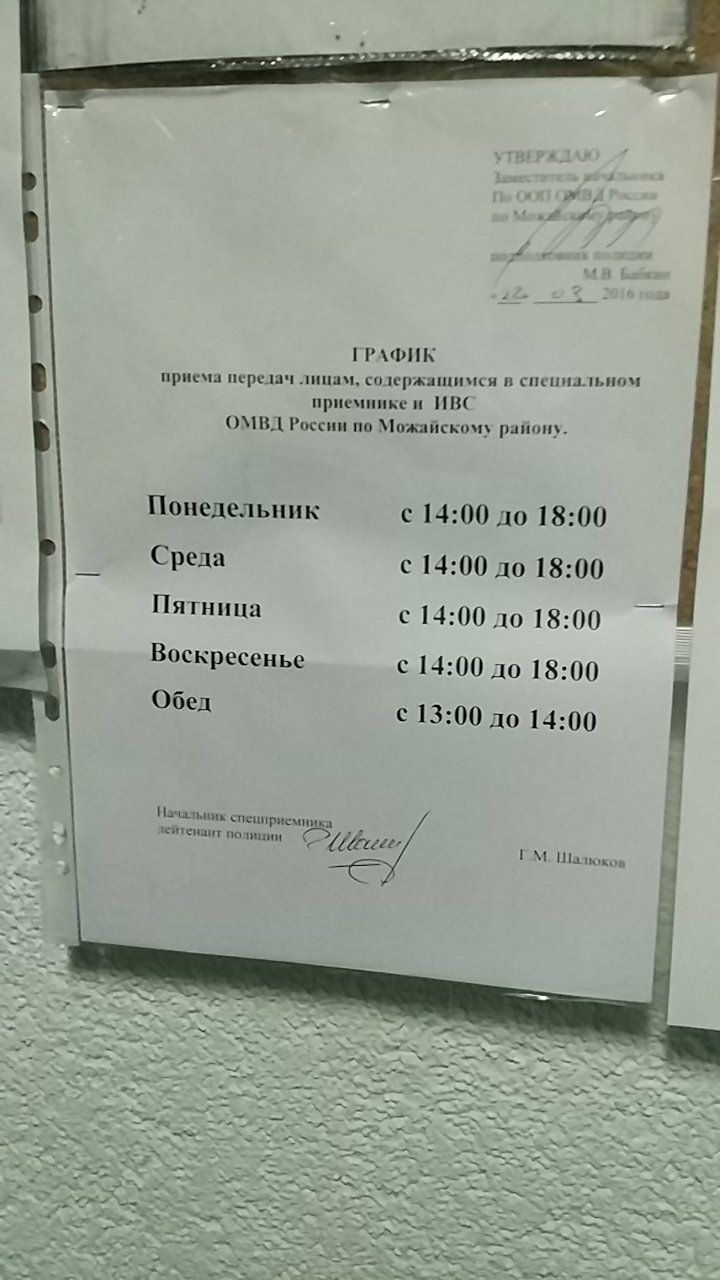 УТВЕРЖДАЮ
Заместитель начальника
По ООП ОМВД России
по Можайскому району
подполковник полиции
М.В. Бабкин
«22» 03 2016 года
ГРАФИК
приема передач лицам, содержащимся в специальном
приемнике и ИВС
ОМВД России по Можайскому району.
Понедельник с 14:00 до 18:00
Среда с 14:00 до 18:00
Пятница с 14:00 до 18:00
Воскресенье с 14:00 до 18:00
Обед с 13:00 до 14:00
Начальник спецприемника
лейтенант полиции
Г.М. Шалюков